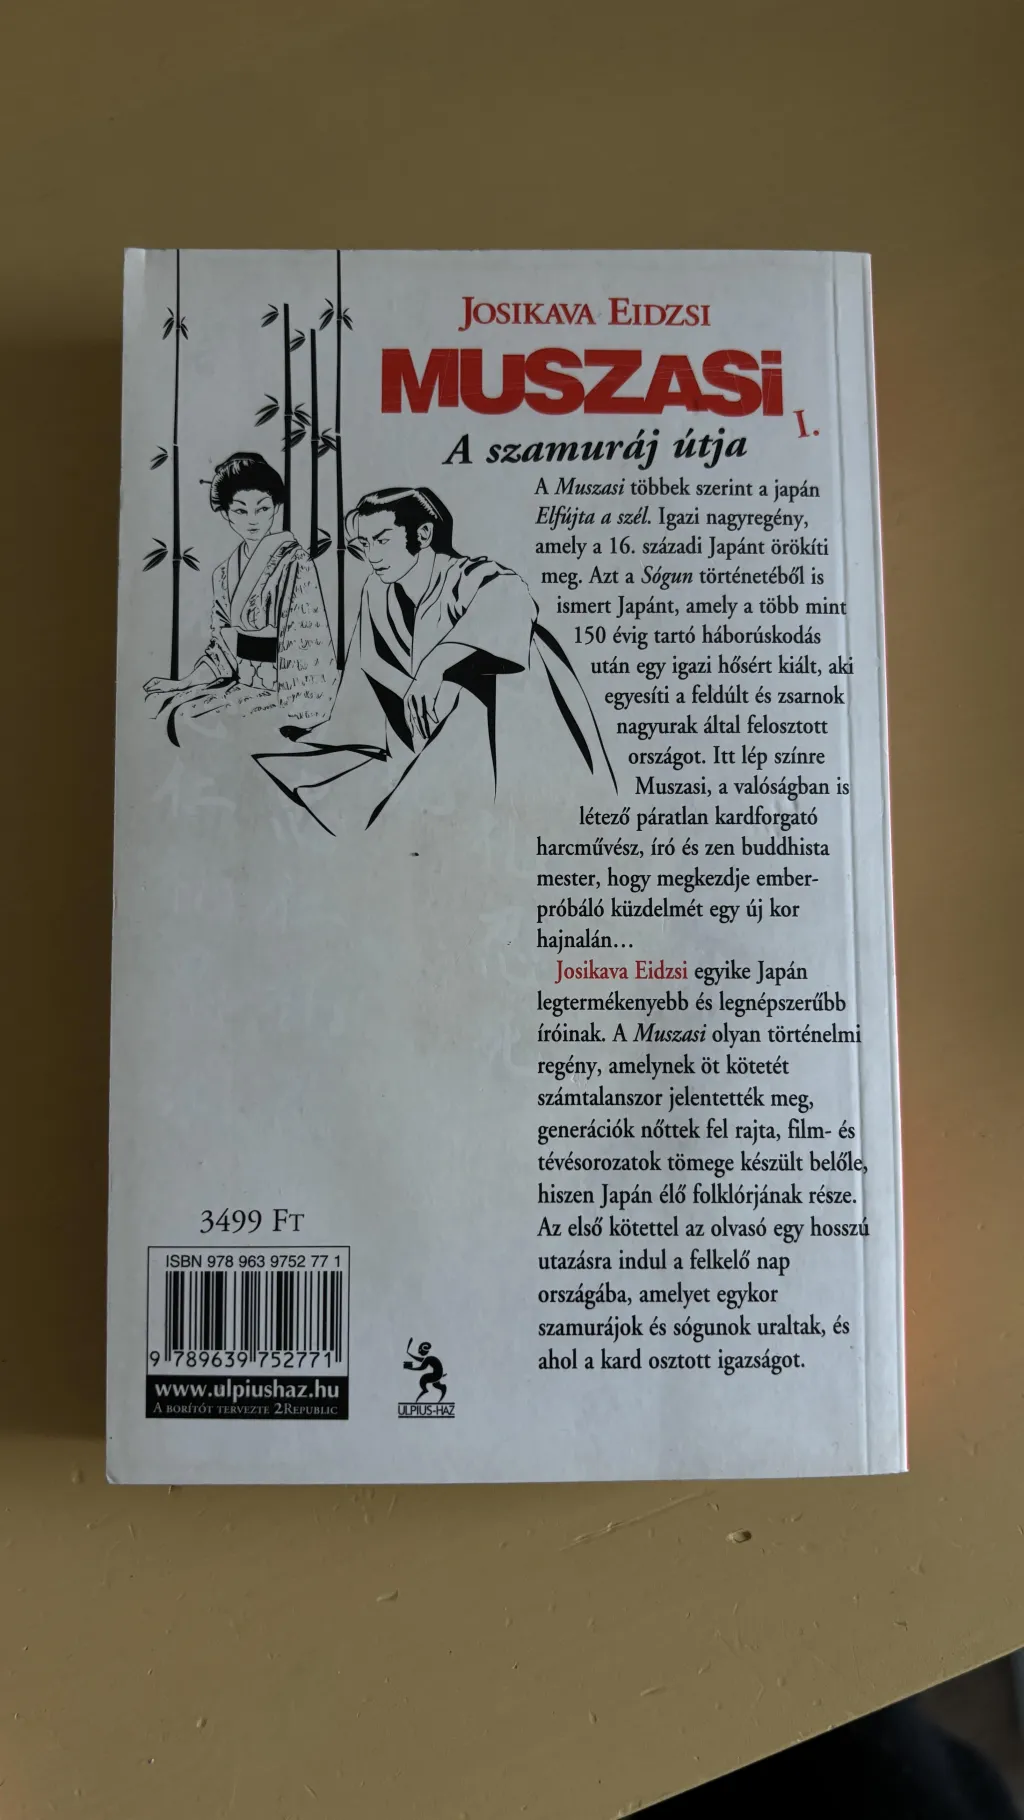 JOSIKAVA EIDZSI
MUSZASI
I.
A szamuráj útja
A Muszasi többek szerint a japán
Elfújta a szél. Igazi nagyregény,
amely a 16. századi Japánt örökíti
meg. Azt a Sógun történetéből is
ismert Japánt, amely a több mint
150 évig tartó háborúskodás
után egy igazi hősért kiált, aki
egyesíti a feldúlt és zsarnok
nagyurak által felosztott
országot. Itt lép színre
Muszasi, a valóságban is
létező páratlan kardforgató
harcművész, író és zen buddhista
mester, hogy megkezdje ember-
próbáló küzdelmét egy új kor
hajnalán…
Josikava Eidzsi egyike Japán
legtermékenyebb és legnépszerűbb
íróinak. A Muszasi olyan történelmi
regény, amelynek öt kötetét
számtalanszor jelentették meg,
generációk nőttek fel rajta, film- és
tévésorozatok tömege készült belőle,
hiszen Japán élő folklórjának része.
Az első kötettel az olvasó egy hosszú
utazásra indul a felkelő nap
országába, amelyet egykor
szamurájok és sógunok uraltak, és
ahol a kard osztott igazságot.
3499 FT
ISBN 978 963 9752 77 1
9 789639 752771
www.ulpiushaz.hu
A BORÍTÓT TERVEZTE 2REPUBLIC
ULPIUS-HÁZ